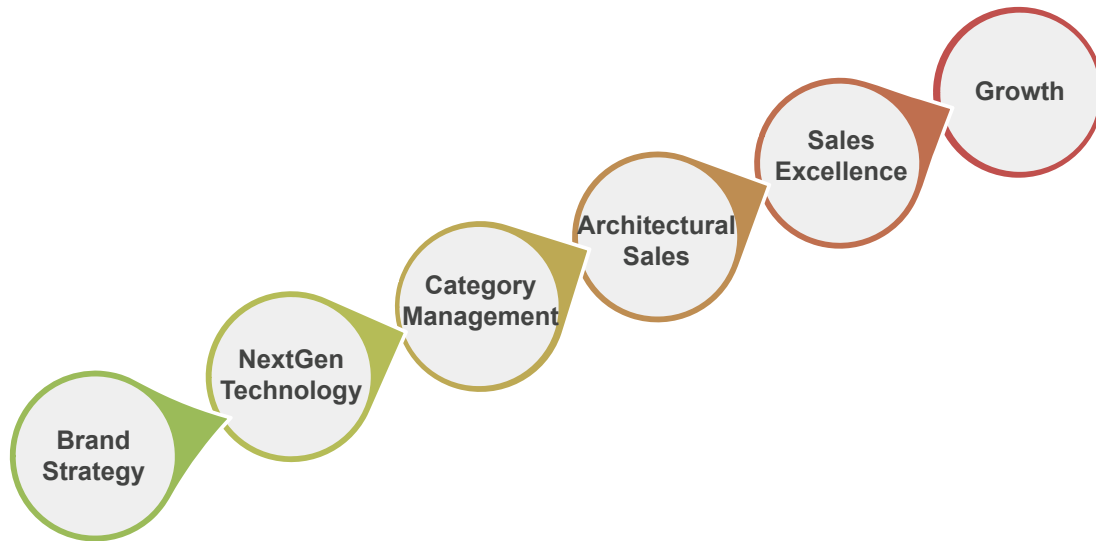 Brand
Strategy
NextGen
Technology
Category
Management
Architectural
Sales
Sales
Excellence
Growth